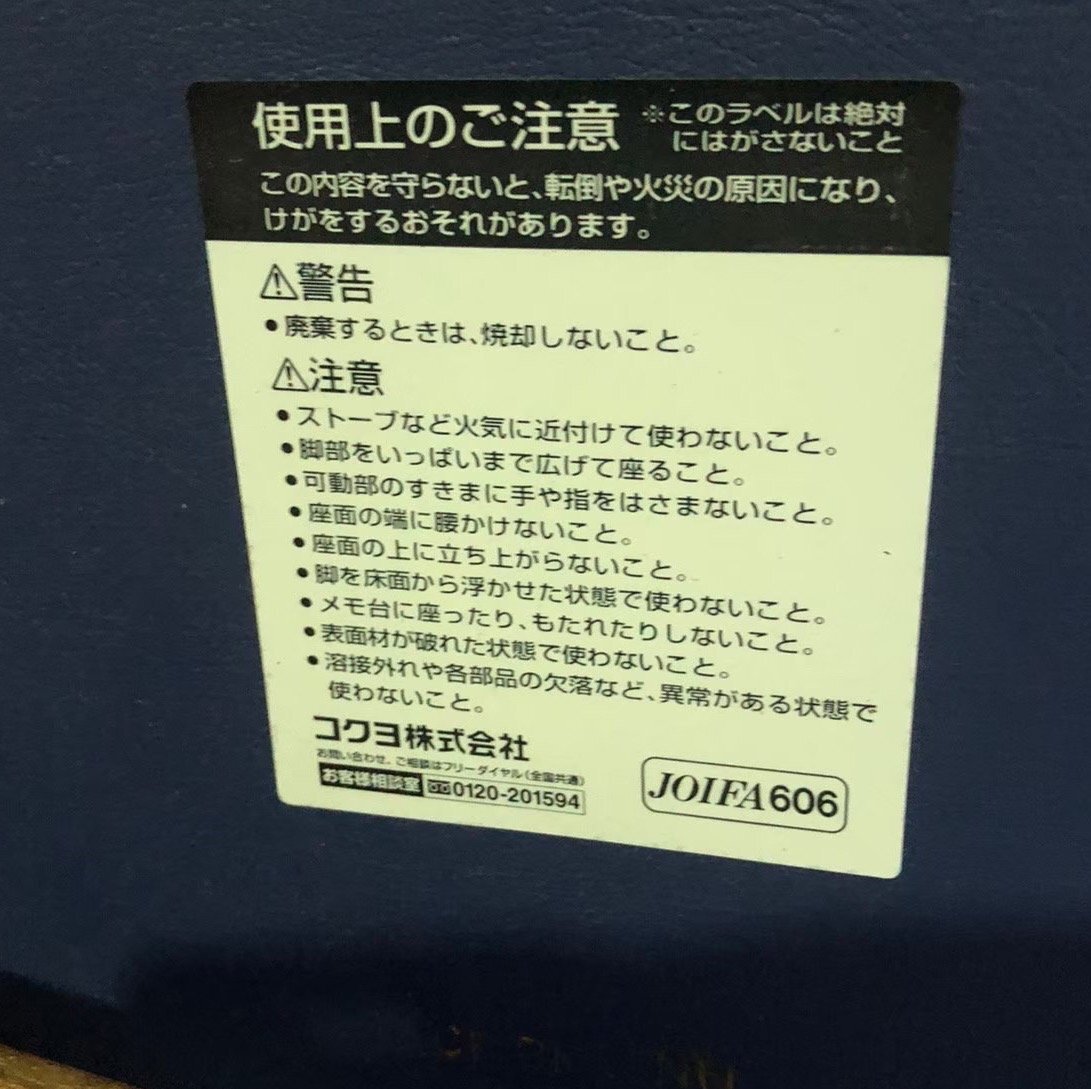 使用上のご注意 ※このラベルは絶対
にはがさないこと
この内容を守らないと、転倒や火災の原因になり、
けがをするおそれがあります。
⚠警告
●廃棄するときは、焼却しないこと。
⚠注意
●ストーブなど火気に近付けて使わないこと。
●脚部をいっぱいまで広げて座ること。
●可動部のすきまに手や指をはさまないこと。
●座面の端に腰かけないこと。
●座面の上に立ち上がらないこと。
●脚を床面から浮かせた状態で使わないこと。
●メモ台に座ったり、もたれたりしないこと。
●表面材が破れた状態で使わないこと。
●溶接外れや各部品の欠落など、異常がある状態で
使わないこと。
コクヨ株式会社
お問い合わせ、ご相談はフリーダイヤル（全国共通）
お客様相談室 0120-201594
JOIFA606